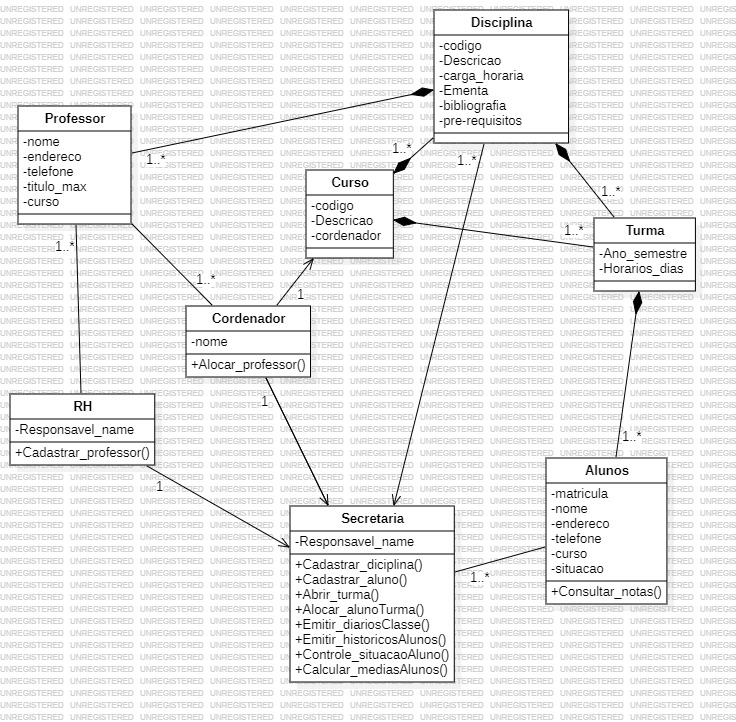 Disciplina
-codigo
-Descricao
-carga_horaria
-Ementa
-bibliografia
-pre-requisitos
Professor
-nome
-endereco
-telefone
-titulo_max
-curso
1..*
1..*
1..*
Curso
-codigo
-Descricao
-cordenador
1..*
1..*
Turma
-Ano_semestre
-Horarios_dias
1..*
1..*
1
Cordenador
-nome
+Alocar_professor()
RH
-Responsavel_name
+Cadastrar_professor()
1
1..*
Alunos
-matricula
-nome
-endereco
-telefone
-curso
-situacao
+Consultar_notas()
1
Secretaria
-Responsavel_name
+Cadastrar_diciplina()
+Cadastrar_aluno()
+Abrir_turma()
+Alocar_alunoTurma()
+Emitir_diariosClasse()
+Emitir_historicosAlunos()
+Controle_situacaoAluno()
+Calcular_mediasAlunos()
1..*
UNREGISTERED